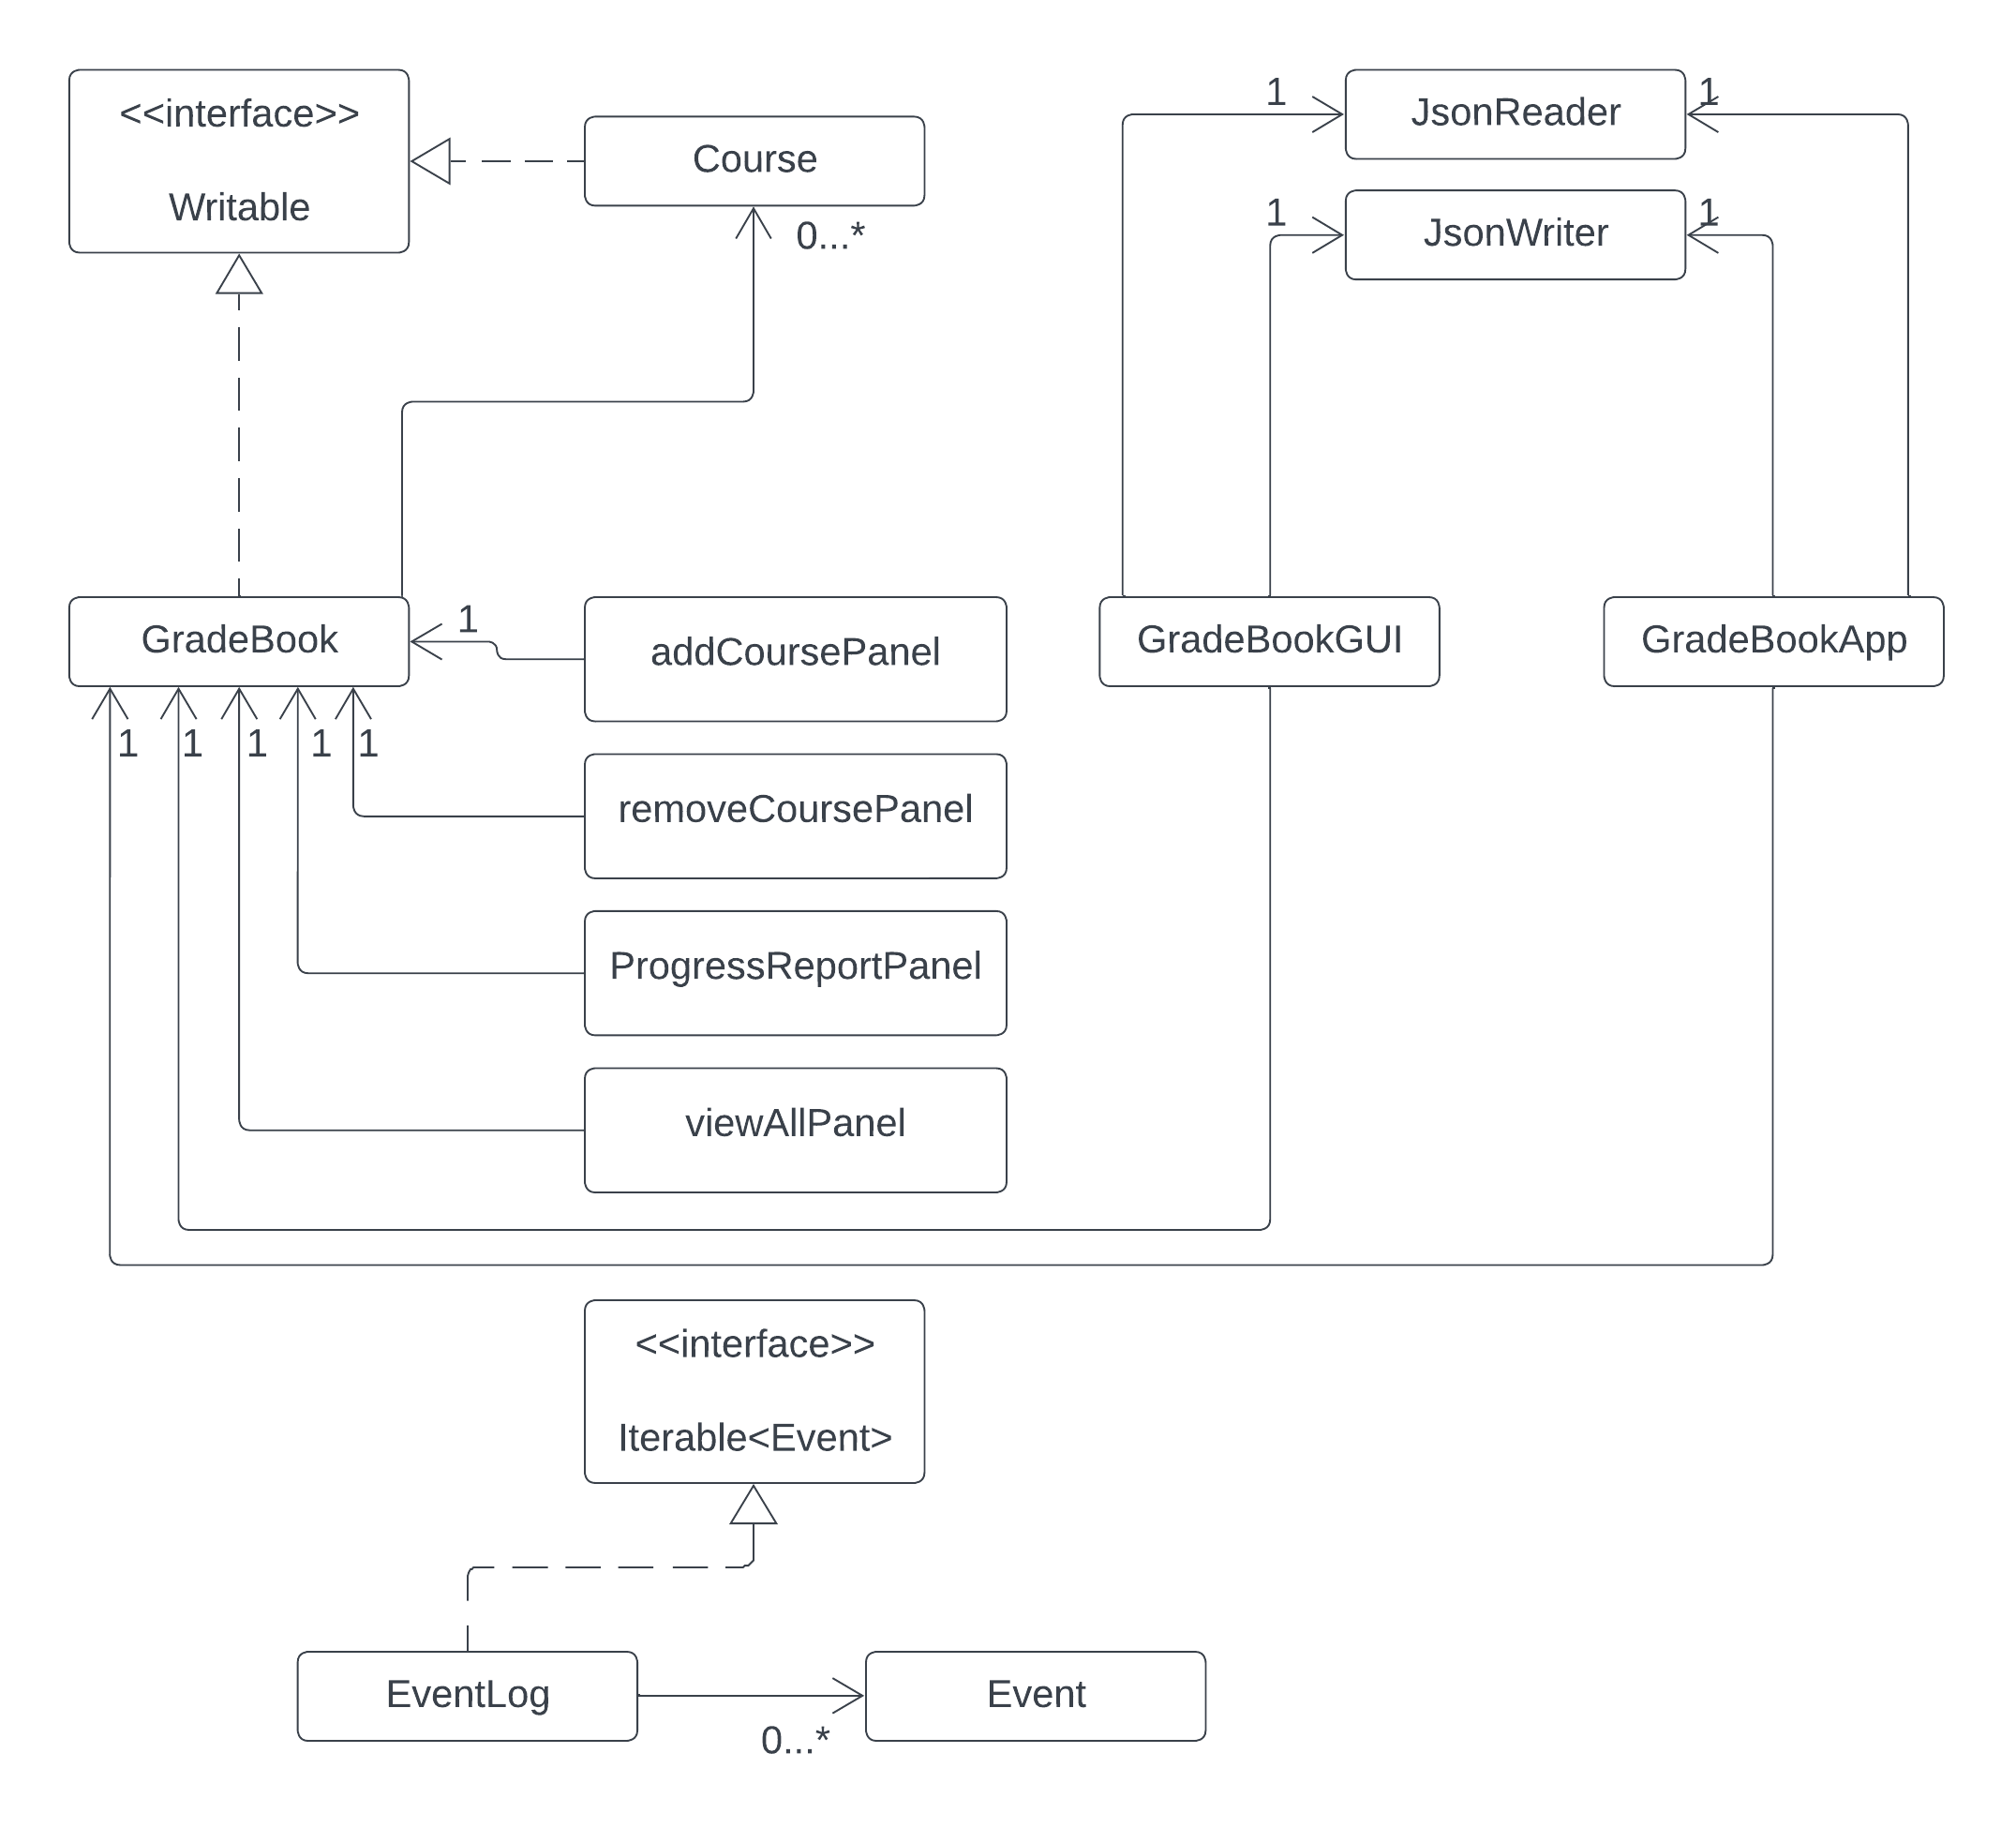 <<interface>>
Writable
Course
0...*
1
JsonReader
1
1
JsonWriter
1
GradeBook
1
addCoursePanel
GradeBookGUI
GradeBookApp
1
1
1
1
1
removeCoursePanel
ProgressReportPanel
viewAllPanel
<<interface>>
Iterable<Event>
EventLog
0...*
Event